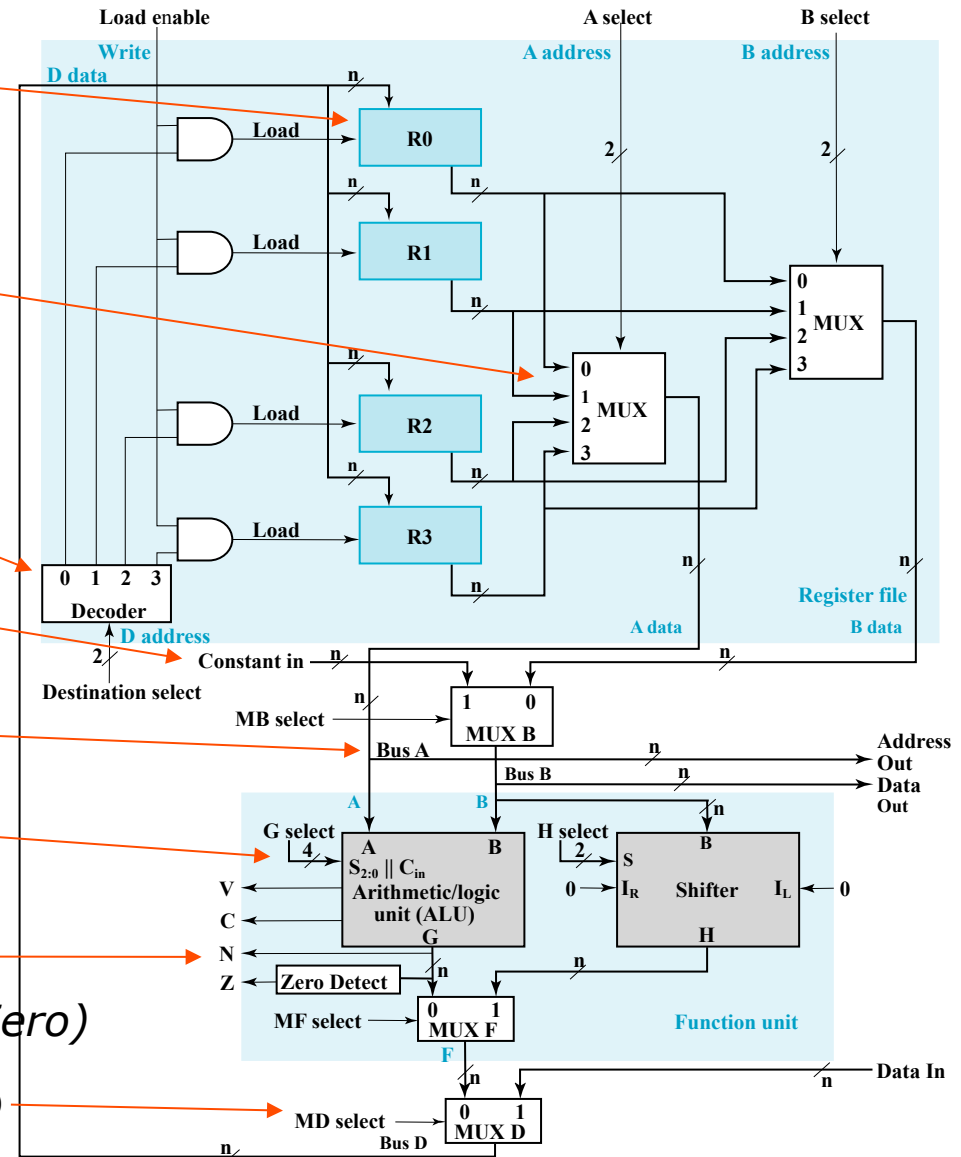 Load enable
A select
B select
Write
A address
B address
D data
n
Load
R0
2
2
n
n
Load
R1
n
0
1
MUX
2
3
n
0
1
MUX
2
3
Load
R2
n
n
Load
R3
n
n
n
0 1 2 3
Decoder
Register file
D address
A data
B data
2
Constant in
n
n
Destination select
n
1 0
MB select
MUX B
Bus A
n
Address
Out
Bus B
n
Data
Out
A
B
n
G select
4
A
B
H select
2
B
S2:0 || Cin
S
V
Arithmetic/logic
unit (ALU)
0
IR
Shifter
IL
0
C
G
H
N
n
n
Z
Zero Detect
ero)
0 1
MF select
MUX F
Function unit
F
n
n
Data In
)
0 1
MD select
MUX D
Bus D
n